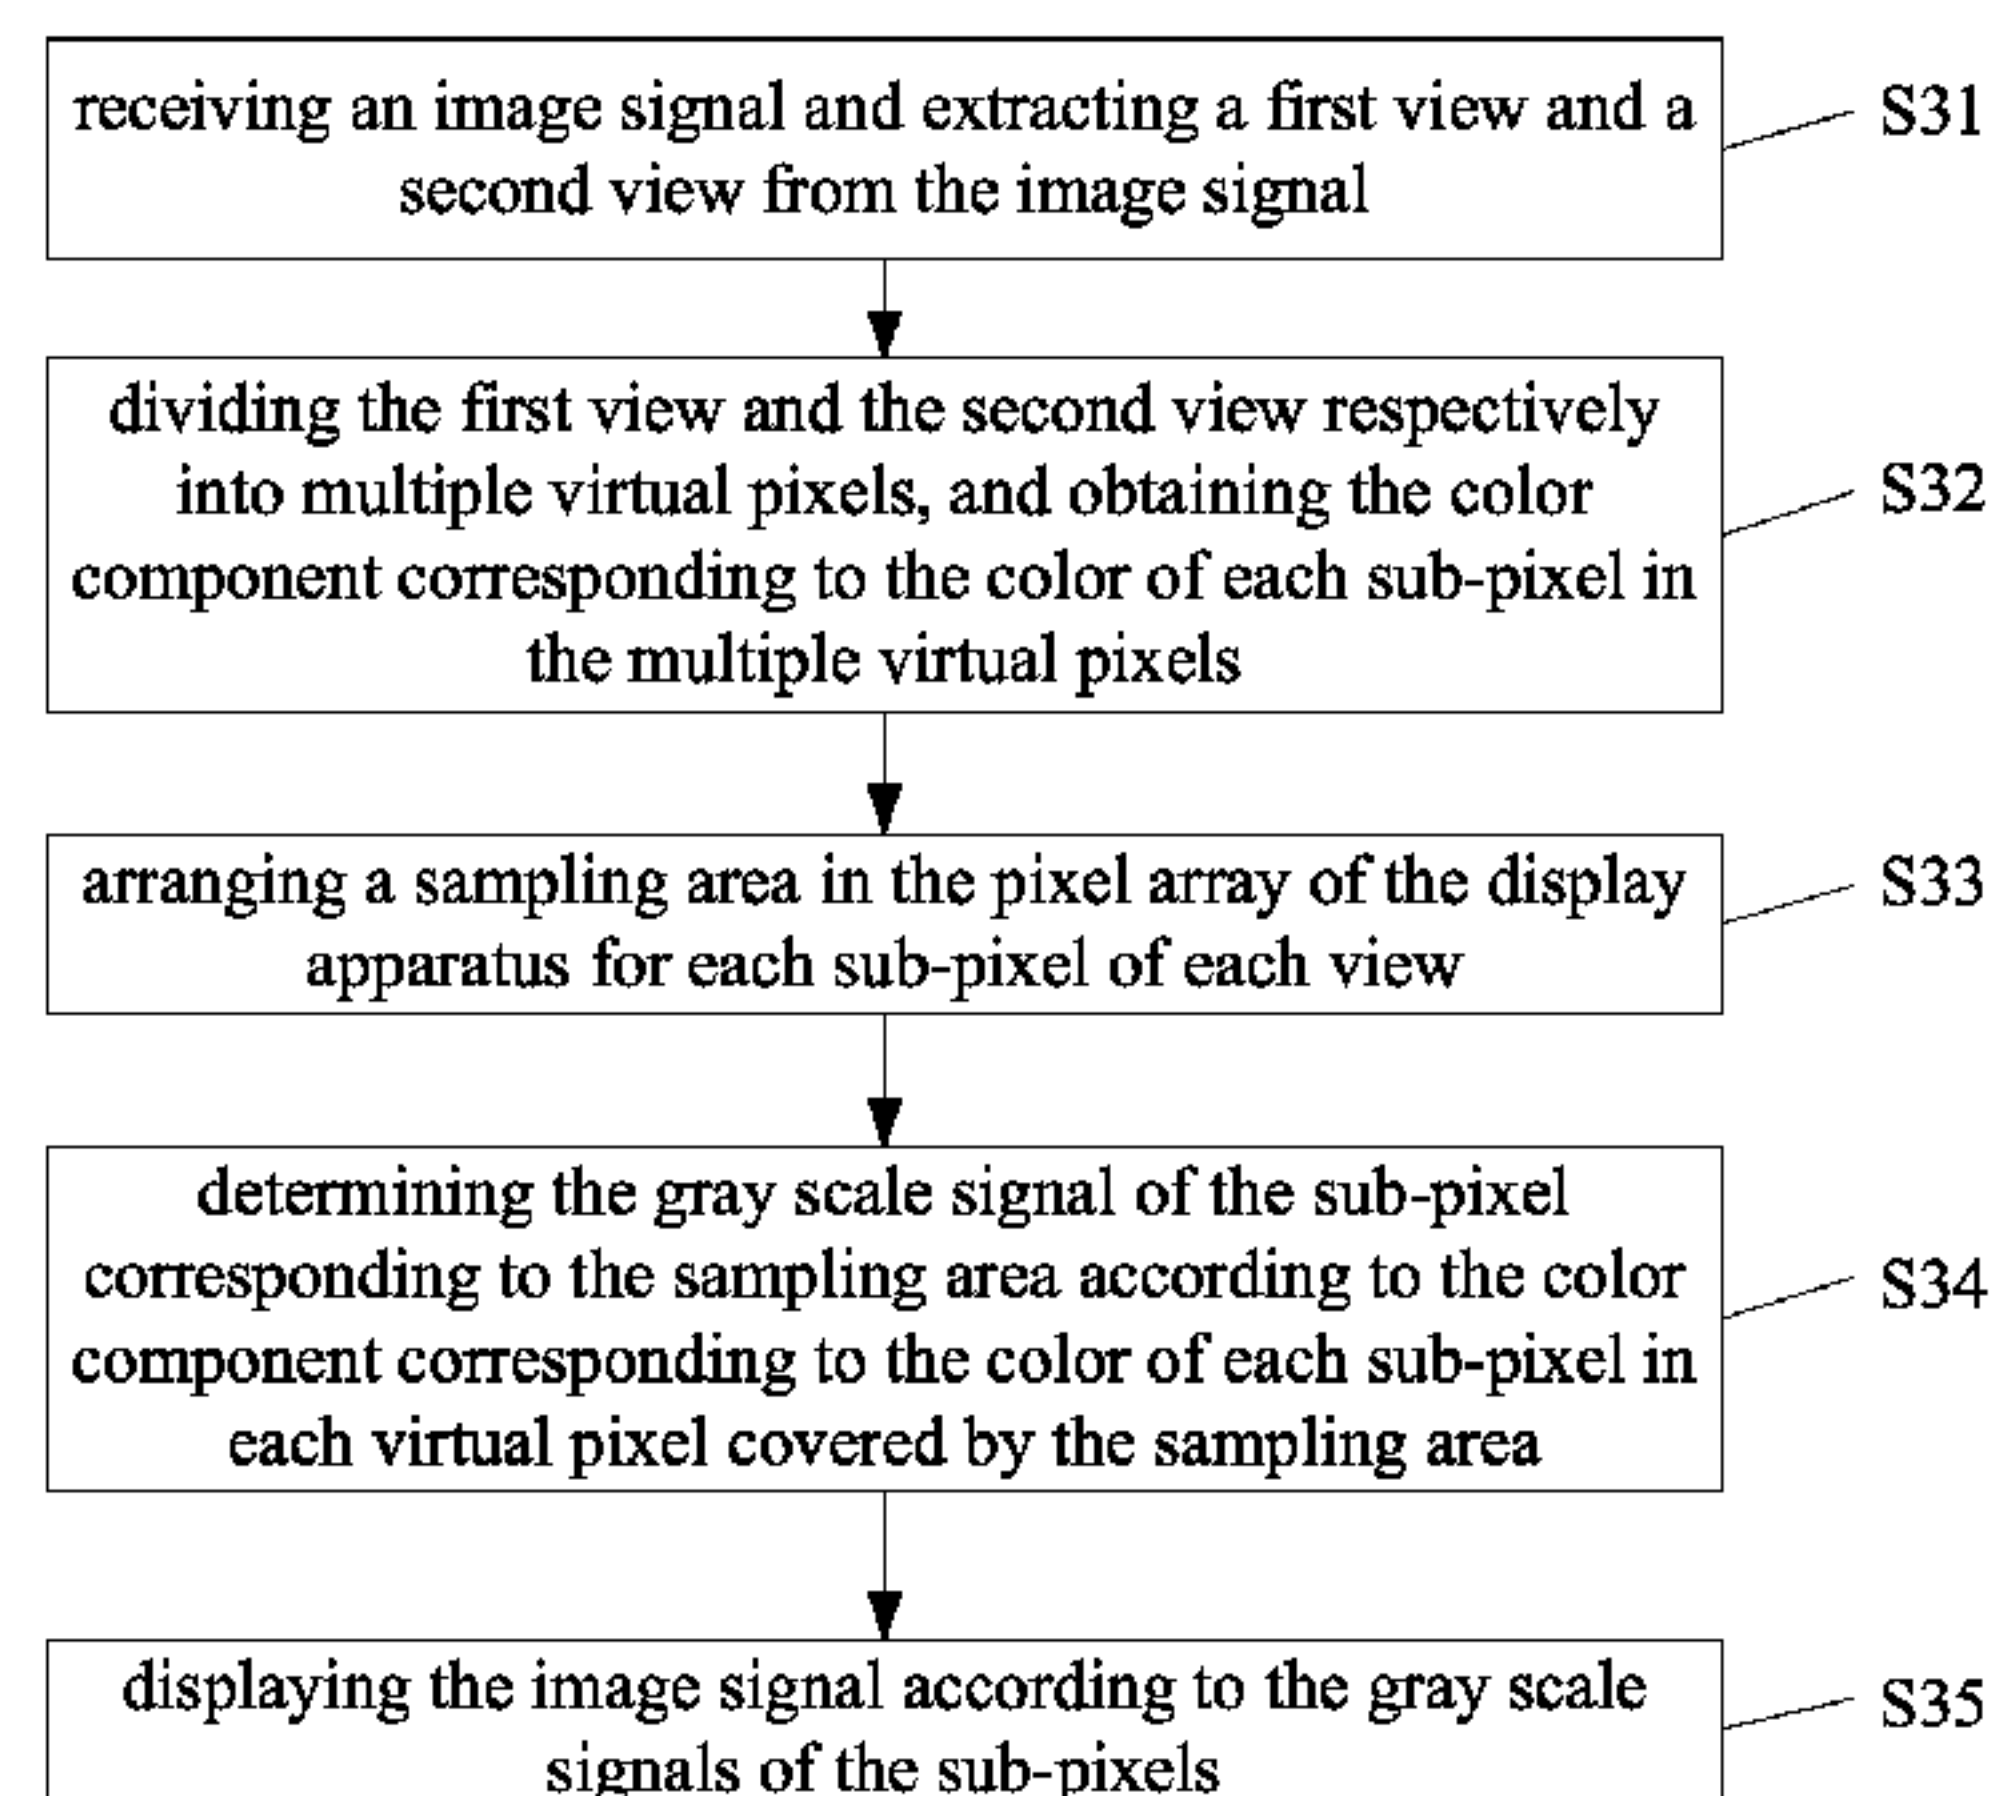 receiving an image signal and extracting a first view and a
second view from the image signal
S31
dividing the first view and the second view respectively
into multiple virtual pixels, and obtaining the color
component corresponding to the color of each sub-pixel in
the multiple virtual pixels
S32
arranging a sampling area in the pixel array of the display
apparatus for each sub-pixel of each view
S33
determining the gray scale signal of the sub-pixel
corresponding to the sampling area according to the color
component corresponding to the color of each sub-pixel in
each virtual pixel covered by the sampling area
S34
displaying the image signal according to the gray scale
signals of the sub-pixels
S35